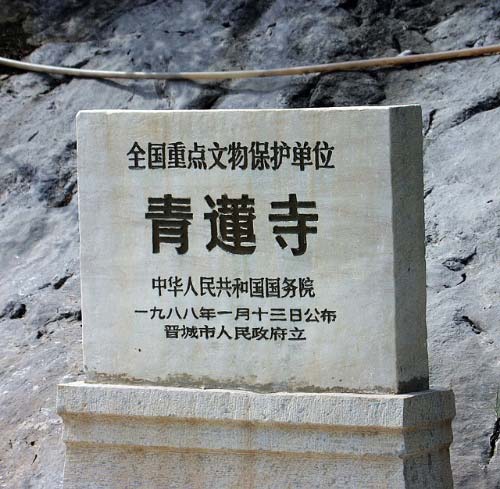 全国重点文物保护单位
青蓮寺
中华人民共和国国务院
一九八八年一月十三日公布
晋城市人民政府立